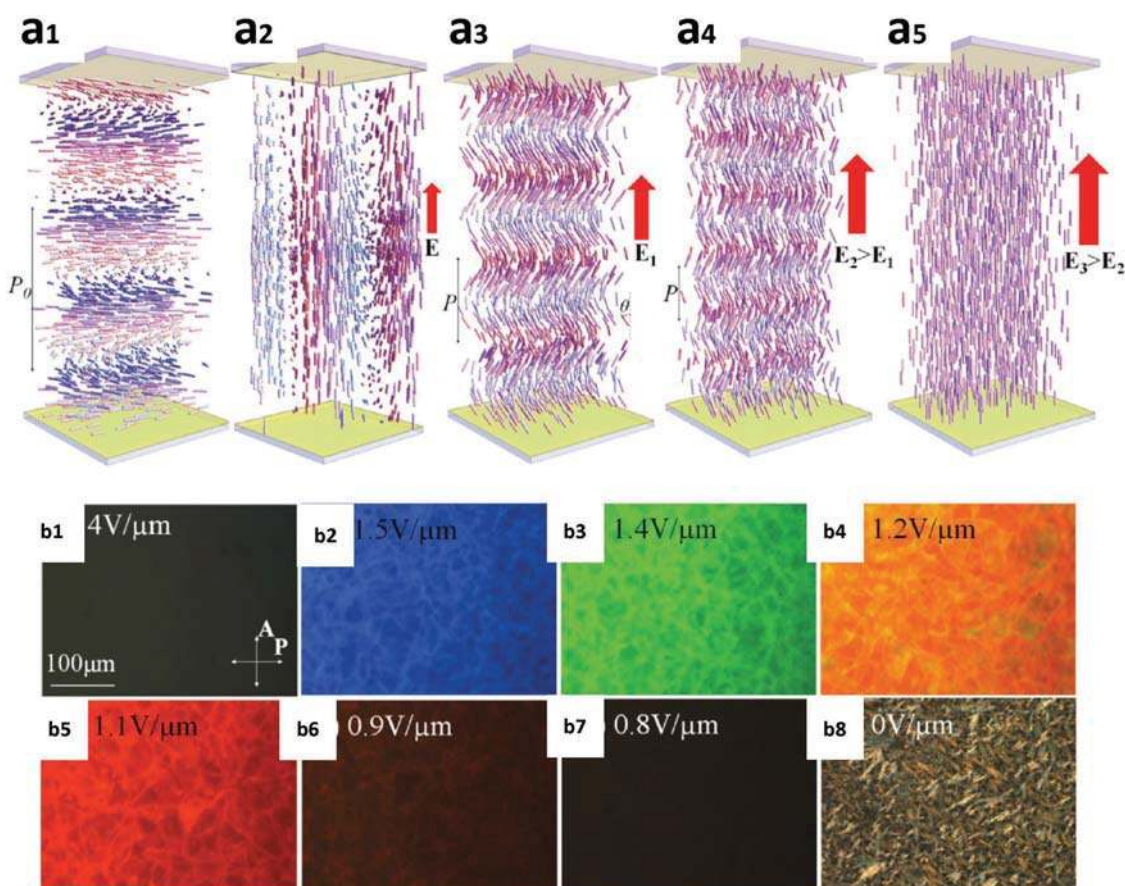 a1
a2
a3
a4
a5
P0
E
P
θ
E1
P
E2>E1
E3>E2
b1
4V/μm
A
P
100μm
b2
1.5V/μm
b3
1.4V/μm
b4
1.2V/μm
b5
1.1V/μm
b6
) 0.9V/μm
b7
) 0.8V/μm
b8
0V/μm